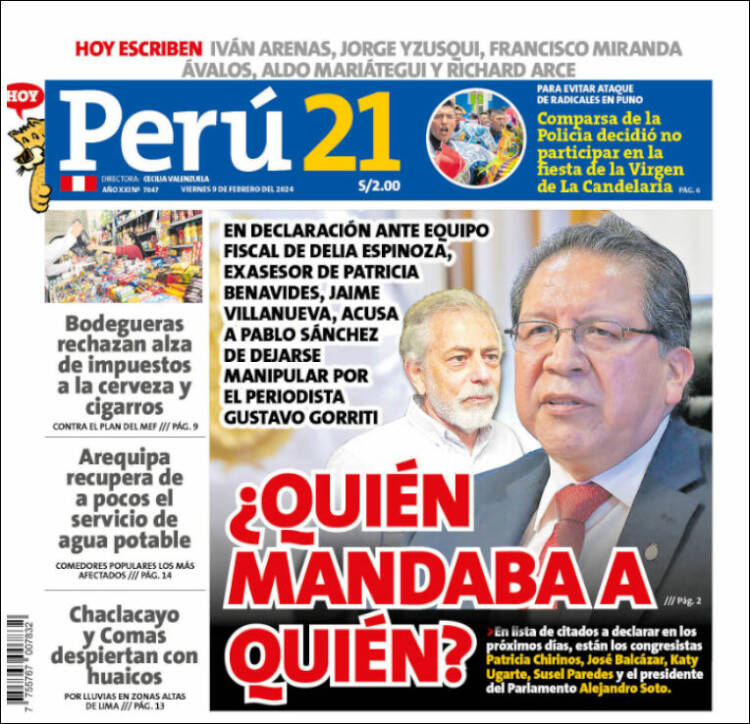 HOY ESCRIBEN IVÁN ARENAS, JORGE YZUSQUI, FRANCISCO MIRANDA
ÁVALOS, ALDO MARIÁTEGUI Y RICHARD ARCE
HOY
Perú 21
DIRECTORA: CECILIA VALENZUELA
AÑO XXI Nº 7847
VIERNES 9 DE FEBRERO DEL 2024
S/2.00
PARA EVITAR ATAQUE
DE RADICALES EN PUNO
Comparsa de la
Policía decidió no
participar en la
fiesta de la Virgen
de La Candelaria PÁG. 6
Bodegueras
rechazan alza
de impuestos
a la cerveza y
cigarros
CONTRA EL PLAN DEL MEF /// PÁG. 9
Arequipa
recupera de
a pocos el
servicio de
agua potable
COMEDORES POPULARES LOS MÁS
AFECTADOS /// PÁG. 14
Chaclacayo
y Comas
despiertan con
huaicos
POR LLUVIAS EN ZONAS ALTAS
DE LIMA /// PÁG. 13
7 755767 007832
EN DECLARACIÓN ANTE EQUIPO
FISCAL DE DELIA ESPINOZA,
EXASESOR DE PATRICIA
BENAVIDES, JAIME
VILLANUEVA, ACUSA
A PABLO SÁNCHEZ
DE DEJARSE
MANIPULAR POR
EL PERIODISTA
GUSTAVO GORRITI
¿QUIÉN
MANDABA A
QUIÉN?
/// Pág. 2
>En lista de citados a declarar en los
próximos días, están los congresistas
Patricia Chirinos, José Balcázar, Katy
Ugarte, Susel Paredes y el presidente
del Parlamento Alejandro Soto.